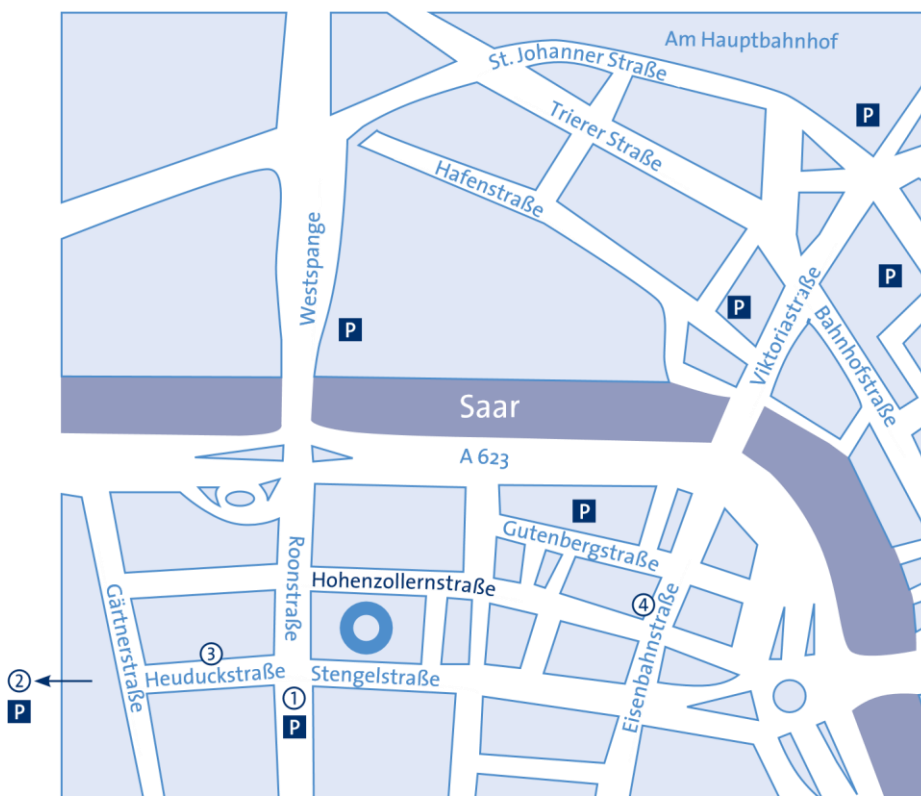 Am Hauptbahnhof
St. Johanner Straße
P
Trierer Straße
Hafenstraße
Westspange
P
P
P
Viktoriastraße
Bahnhofstraße
Saar
A 623
P
Gutenbergstraße
Roonstraße
Hohenzollernstraße
Gärtnerstraße
4
Eisenbahnstraße
3
Heuduckstraße
Stengelstraße
2
P
1
P